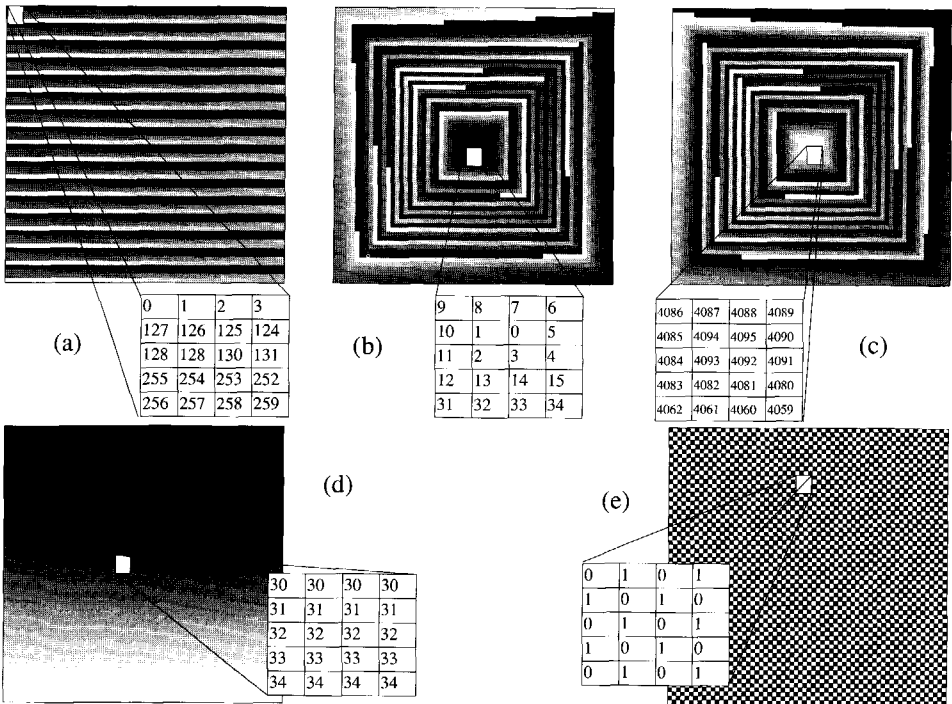 0 1 2 3
127 126 125 124
128 128 130 131
255 254 253 252
256 257 258 259
(a)
9 8 7 6
10 1 0 5
11 2 3 4
12 13 14 15
31 32 33 34
(b)
4086 4087 4088 4089
4085 4094 4095 4090
4084 4093 4092 4091
4083 4082 4081 4080
4062 4061 4060 4059
(c)
30 30 30 30
31 31 31 31
32 32 32 32
33 33 33 33
34 34 34 34
(d)
0 1 0 1
1 0 1 0
0 1 0 1
1 0 1 0
0 1 0 1
(e)